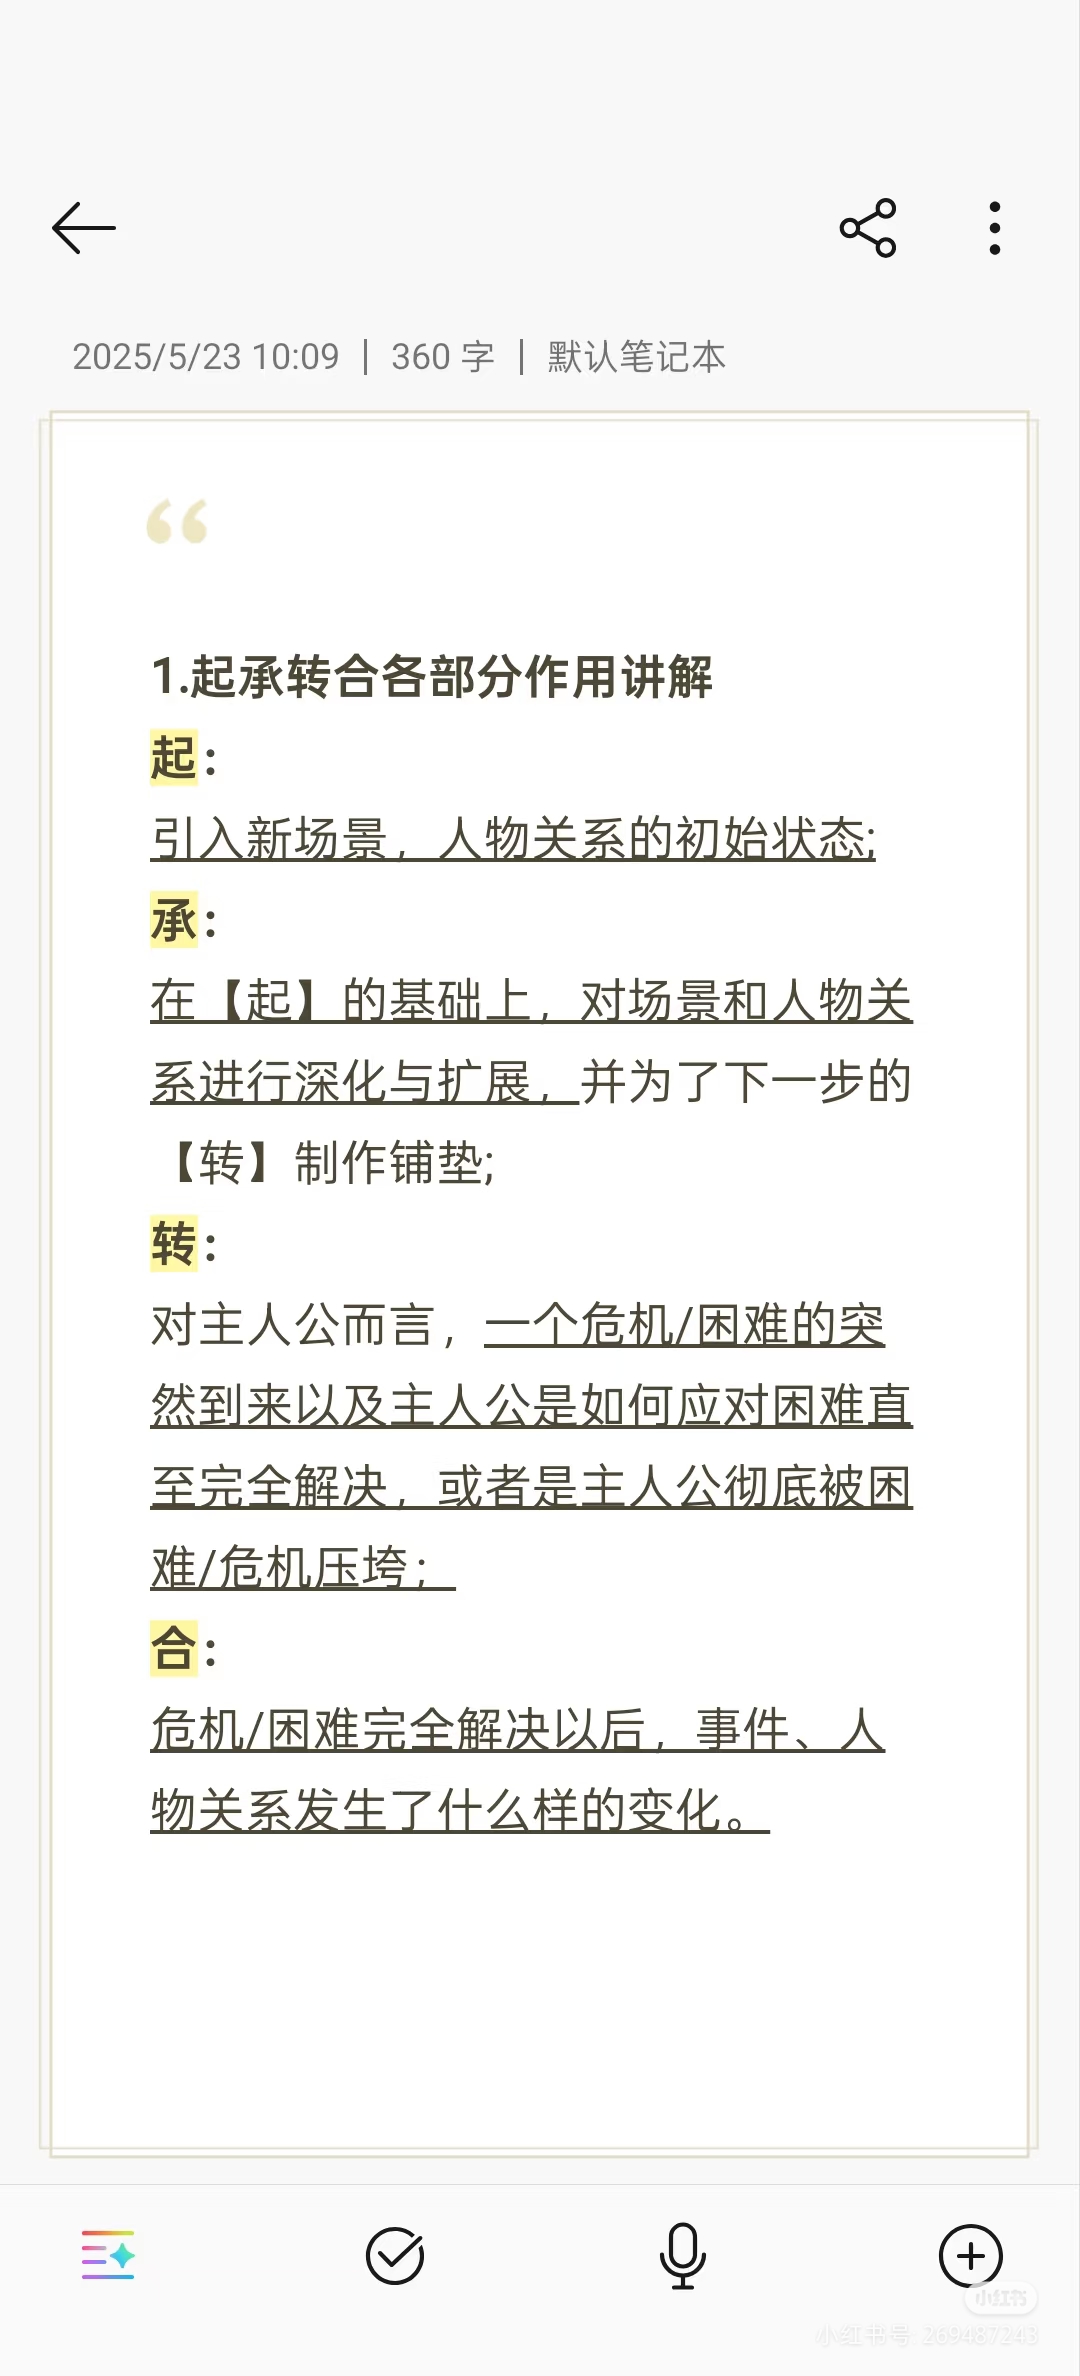 2025/5/23 10:09 | 360 字 | 默认笔记本
“
1.起承转合各部分作用讲解
起：
引入新场景，人物关系的初始状态;
承：
在【起】的基础上，对场景和人物关
系进行深化与扩展，并为了下一步的
【转】制作铺垫;
转：
对主人公而言，一个危机/困难的突
然到来以及主人公是如何应对困难直
至完全解决，或者是主人公彻底被困
难/危机压垮；
合：
危机/困难完全解决以后，事件、人
物关系发生了什么样的变化。
小红书
小红书号: 269487243